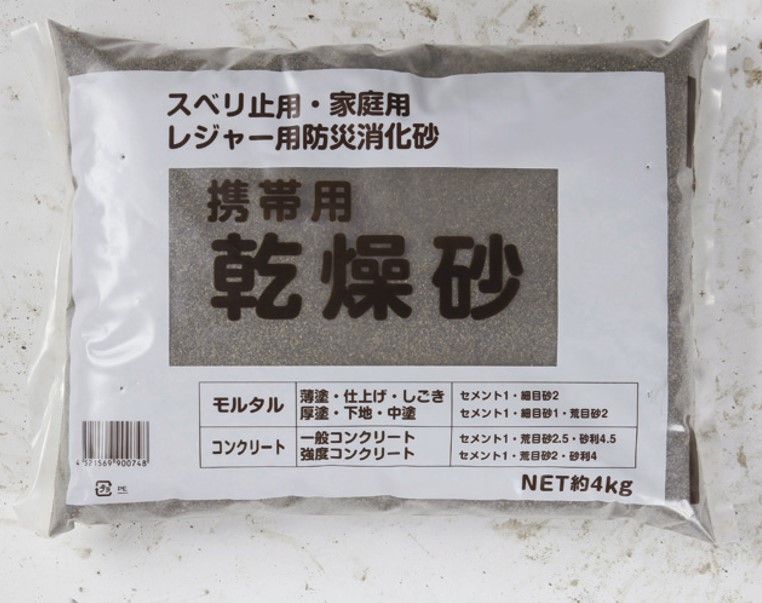 スベリ止用・家庭用
レジャー用防災消化砂
携帯用
乾燥砂
モルタル
薄塗・仕上げ・しごき
セメント1・細目砂2
厚塗・下地・中塗
セメント1・細目砂1・荒目砂2
コンクリート
一般コンクリート
セメント1・荒目砂2.5・砂利4.5
強度コンクリート
セメント1・荒目砂2・砂利4
4571569900748
プラ
PE
NET約4kg